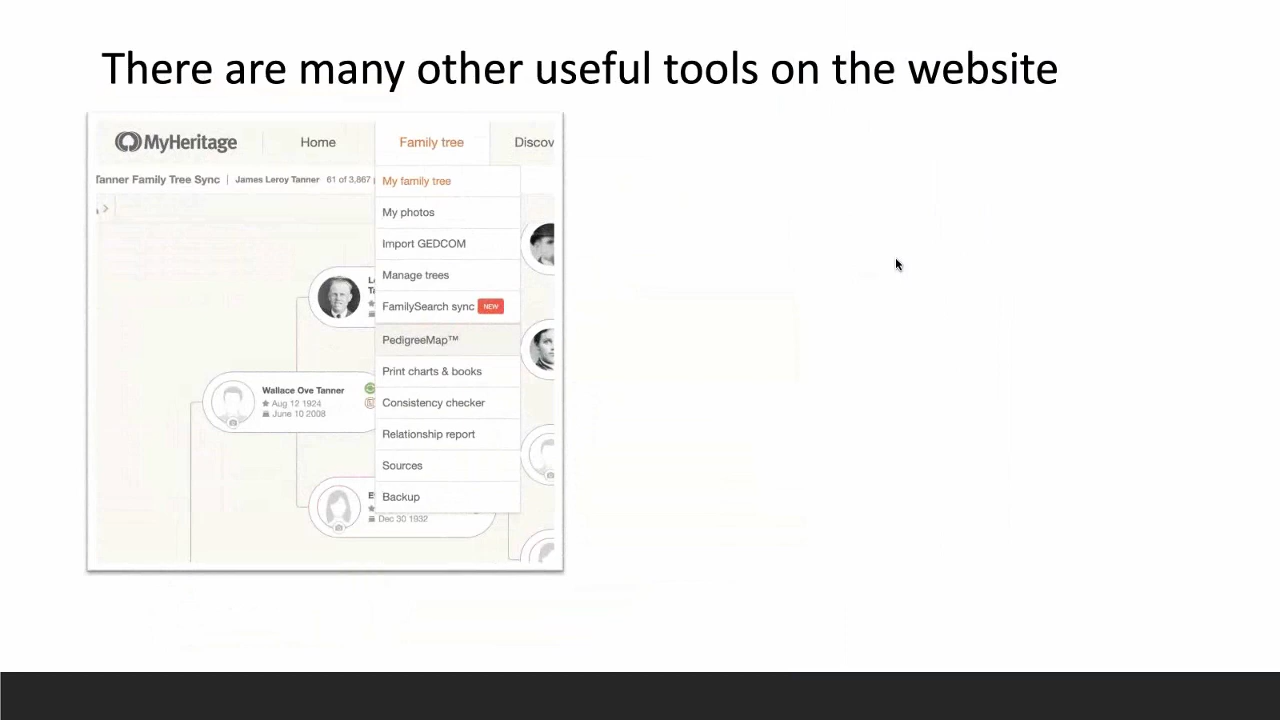 There are many other useful tools on the website
MyHeritage
Home
Family tree
Discov
Tanner Family Tree Sync | James Leroy Tanner 61 of 3,867
My family tree
My photos
Import GEDCOM
Manage trees
FamilySearch sync NEW
PedigreeMap™
Print charts & books
Consistency checker
Relationship report
Sources
Backup
Wallace Ove Tanner
Aug 12 1924
June 10 2008
Dec 30 1932